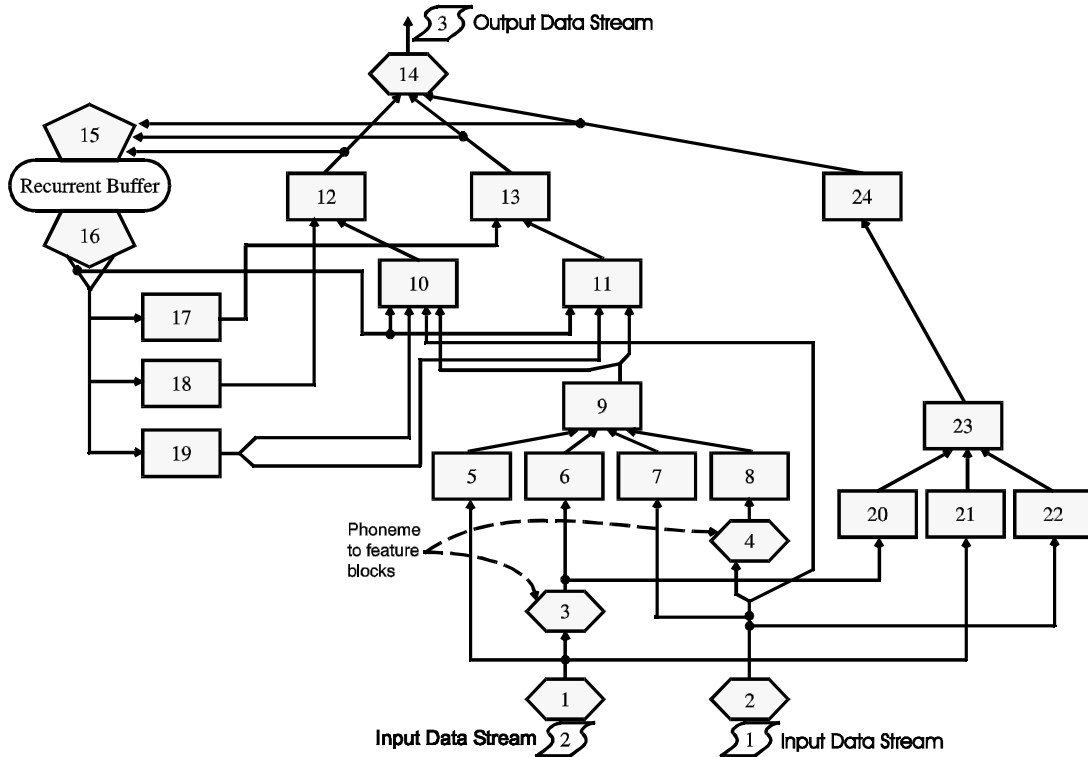 3 Output Data Stream
14
15
Recurrent Buffer
12 13 24
16
10 11
17
18
9
19
23
5 6 7 8
20 21 22
Phoneme
to feature
blocks
4
3
1 2
Input Data Stream 2 1 Input Data Stream